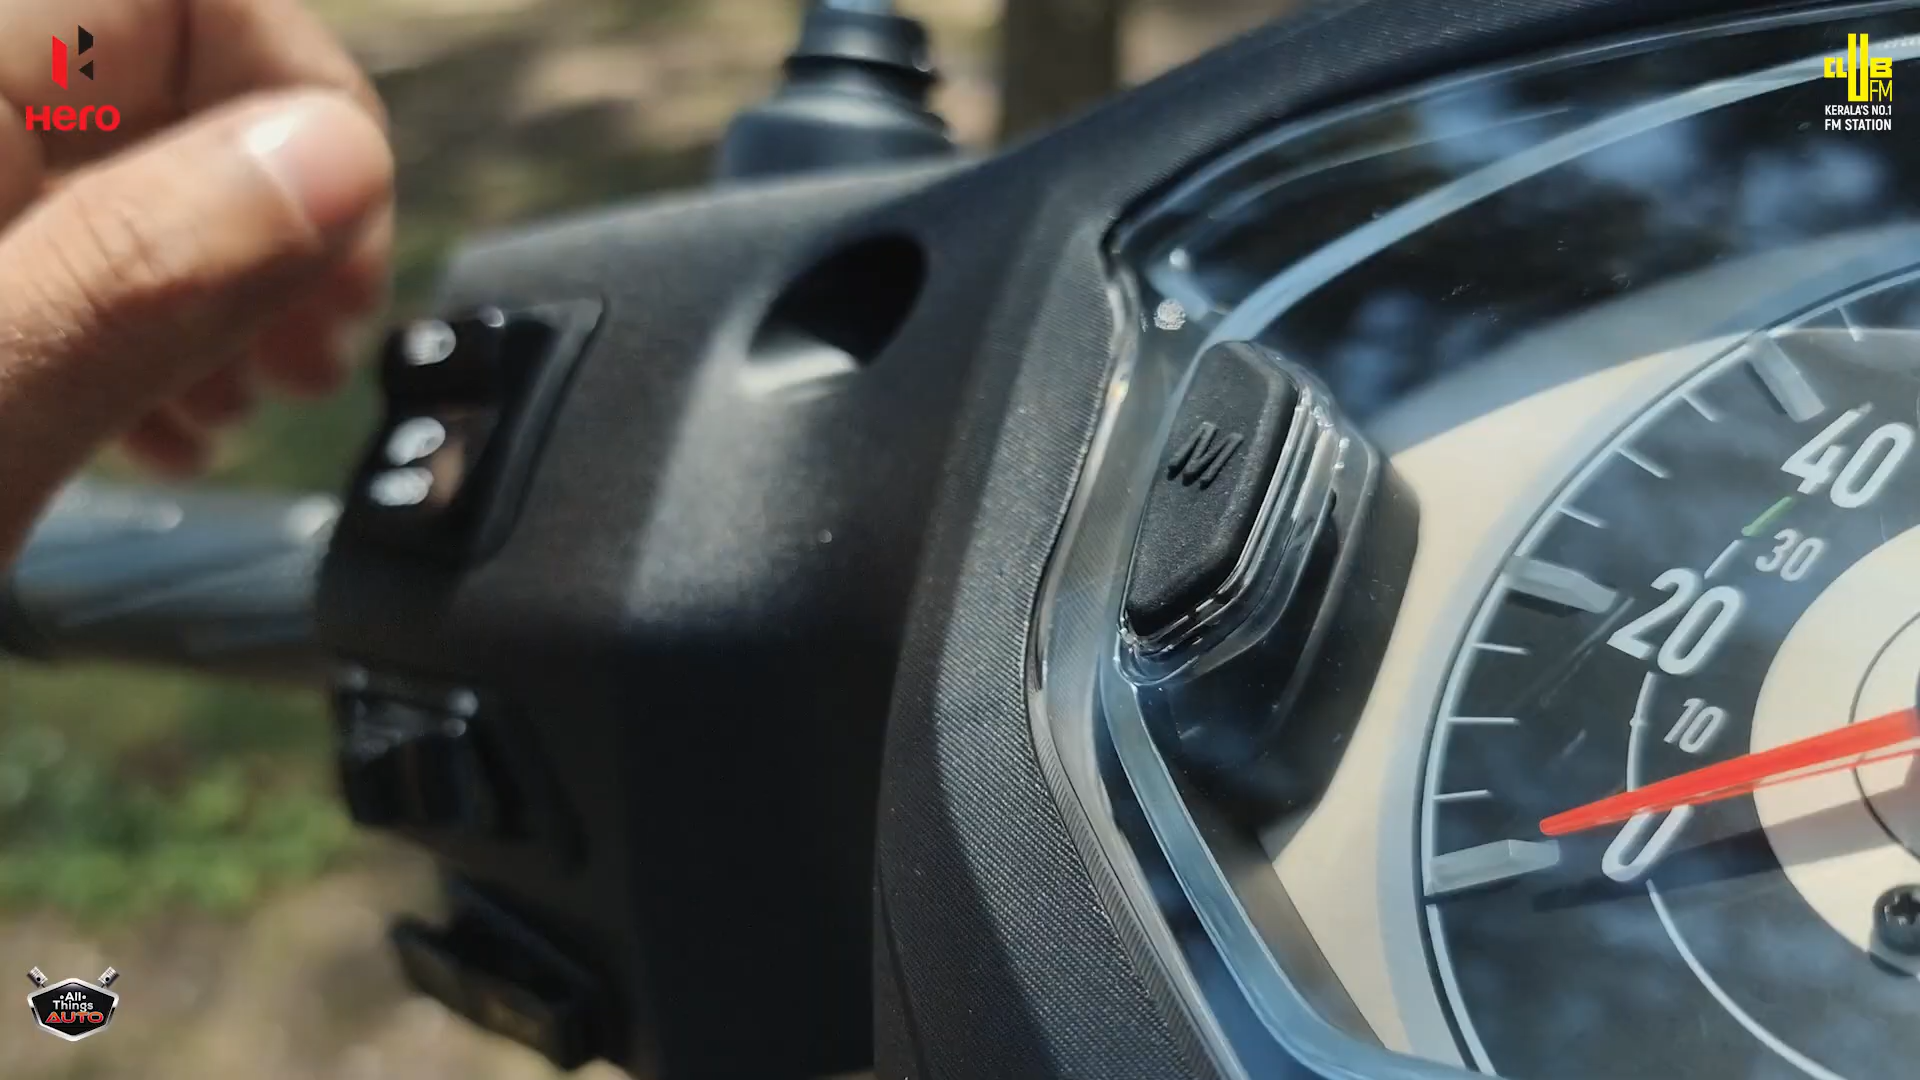 Hero
CLUB
FM
KERALA'S NO.1
FM STATION
M
40
30
20
10
0
All
Things
AUTO